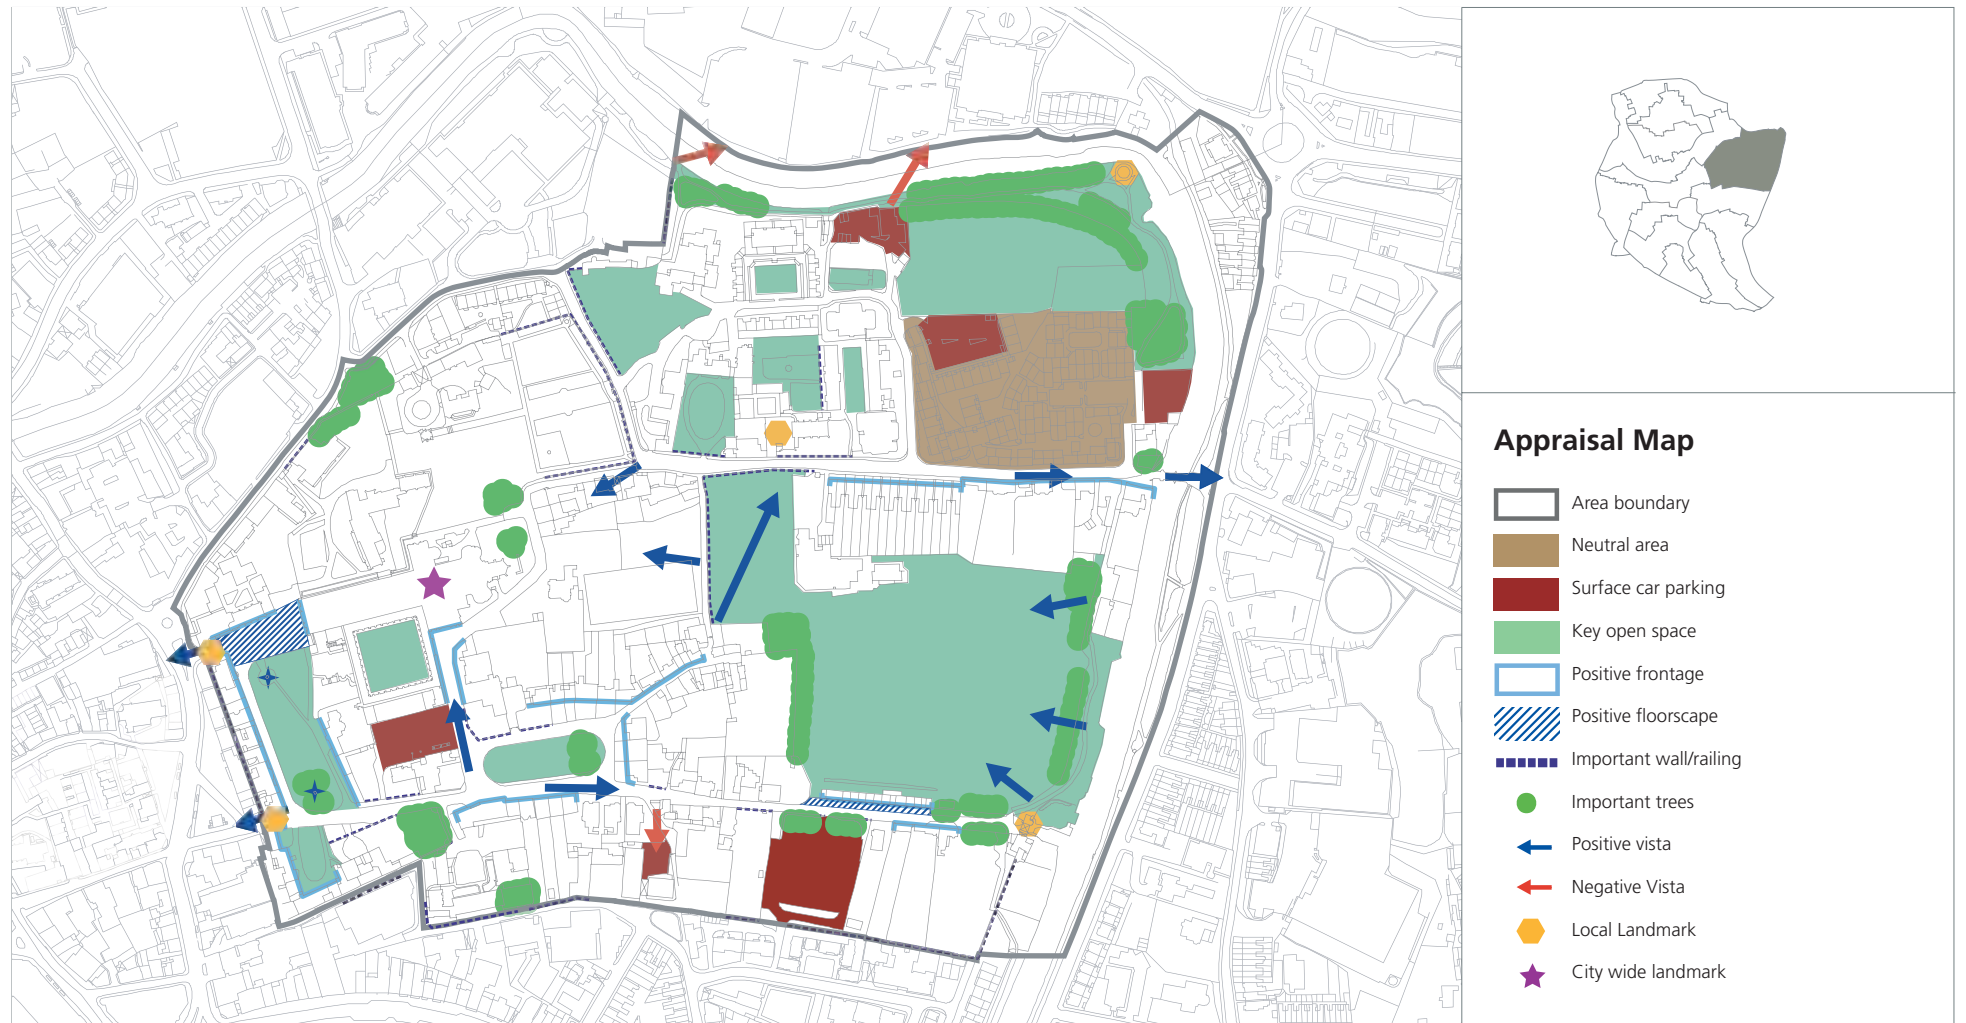 Appraisal Map
Area boundary
Neutral area
Surface car parking
Key open space
Positive frontage
Positive floorscape
Important wall/railing
Important trees
Positive vista
Negative Vista
Local Landmark
City wide landmark